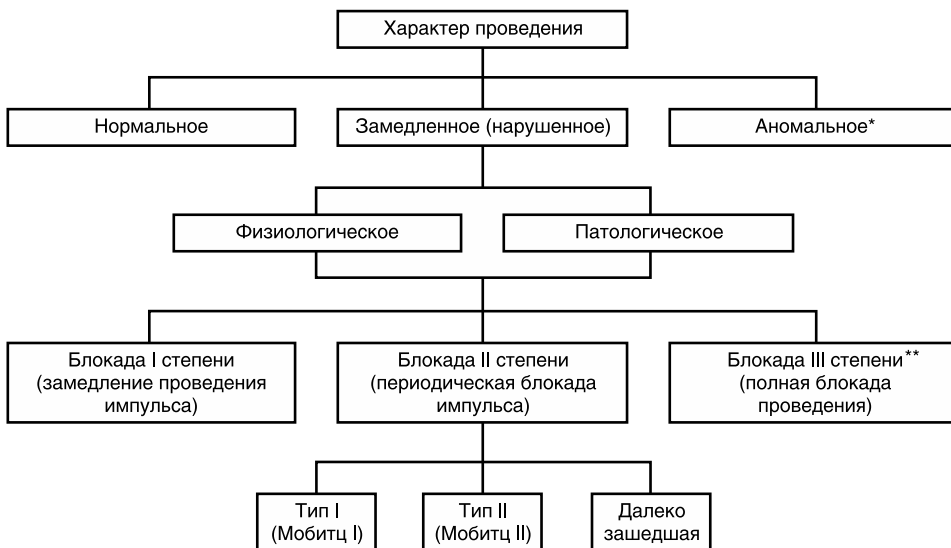 Характер проведения
Нормальное
Замедленное (нарушенное)
Аномальное*
Физиологическое
Патологическое
Блокада I степени
(замедление проведения
импульса)
Блокада II степени
(периодическая блокада
импульса)
Блокада III степени**
(полная блокада
проведения)
Тип I
(Мобитц I)
Тип II
(Мобитц II)
Далеко
зашедшая